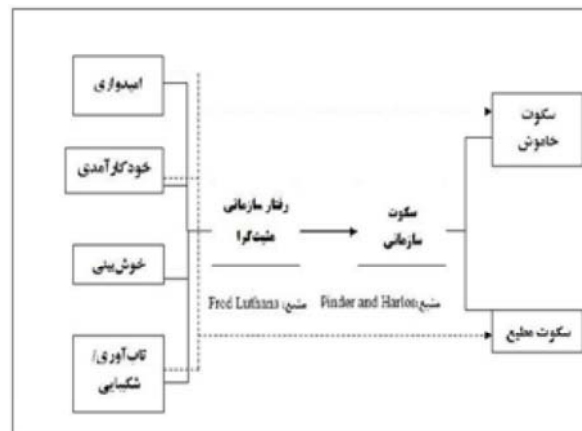 امیدواری
خودکارآمدی
خوش‌بینی
تاب‌آوری/
شکیبایی
رفتار سازمانی
مثبت‌گرا
منبع: Fred Luthans
سکوت
سازمانی
منبع: Pinder and Harlos
سکوت
خاموش
سکوت مطیع